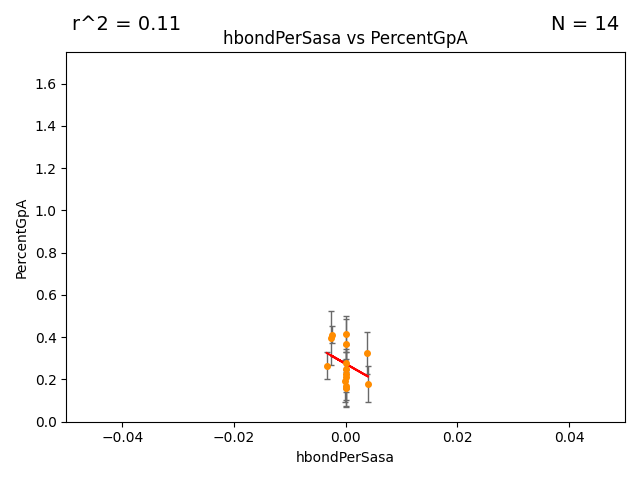 r^2 = 0.11
N = 14
hbondPerSasa vs PercentGpA
1.6
1.4
1.2
1.0
0.8
0.6
0.4
0.2
0.0
PercentGpA
−0.04
−0.02
0.00
0.02
0.04
hbondPerSasa